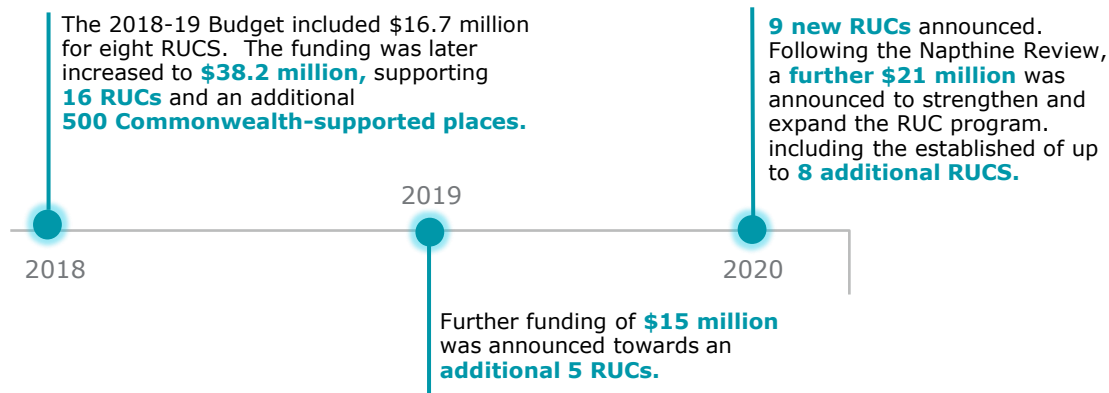 The 2018-19 Budget included $16.7 million
for eight RUCS.  The funding was later
increased to $38.2 million, supporting
16 RUCs and an additional
500 Commonwealth-supported places.
2018
2019
Further funding of $15 million
was announced towards an
additional 5 RUCs.
9 new RUCs announced.
Following the Napthine Review,
a further $21 million was
announced to strengthen and
expand the RUC program.
including the established of up
to 8 additional RUCS.
2020